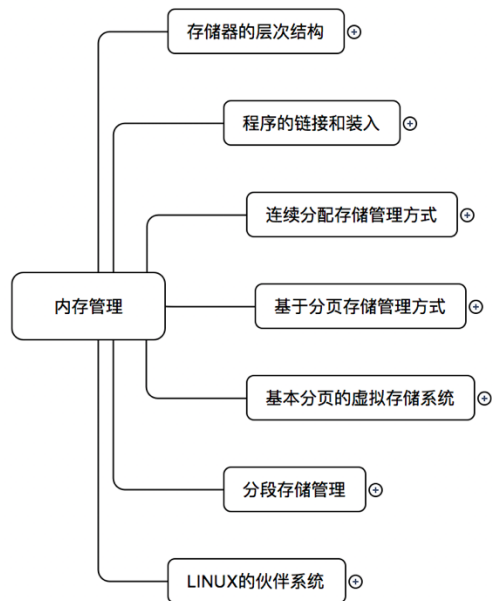 存储器的层次结构
程序的链接和装入
连续分配存储管理方式
内存管理
基于分页存储管理方式
基本分页的虚拟存储系统
分段存储管理
LINUX的伙伴系统